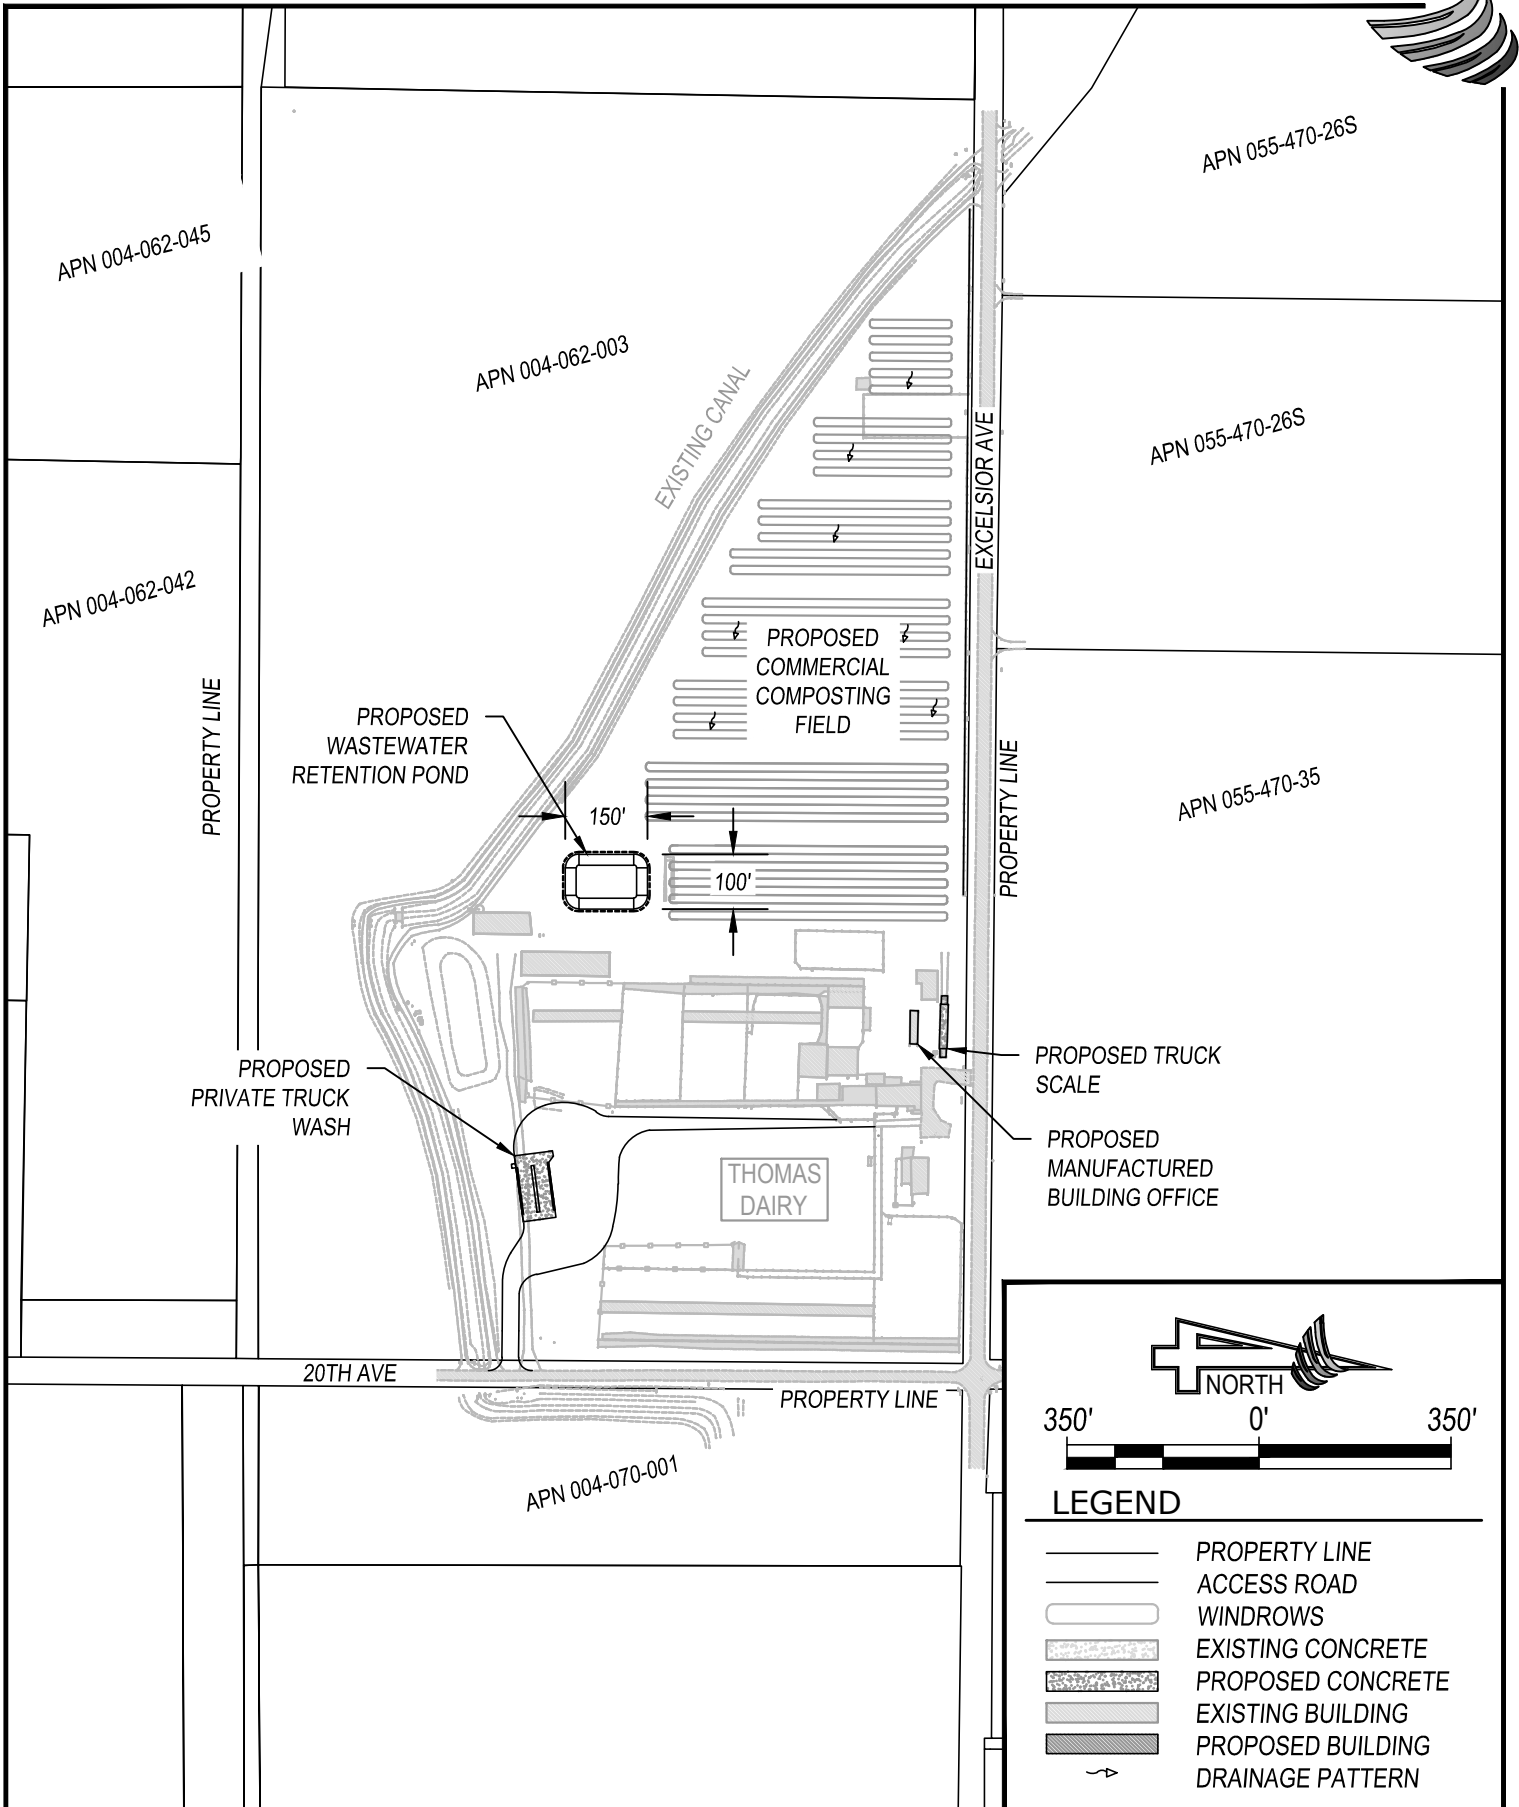 APN 055-470-26S
APN 004-062-045
APN 004-062-003
EXISTING CANAL
APN 055-470-26S
EXCELSIOR AVE
APN 004-062-042
PROPOSED
COMMERCIAL
COMPOSTING
FIELD
PROPERTY LINE
PROPOSED
WASTEWATER
RETENTION POND
150'
100'
PROPERTY LINE
APN 055-470-35
PROPOSED
PRIVATE TRUCK
WASH
PROPOSED TRUCK
SCALE
PROPOSED
MANUFACTURED
BUILDING OFFICE
THOMAS
DAIRY
20TH AVE
PROPERTY LINE
APN 004-070-001
NORTH
350' 0' 350'
LEGEND
PROPERTY LINE
ACCESS ROAD
WINDROWS
EXISTING CONCRETE
PROPOSED CONCRETE
EXISTING BUILDING
PROPOSED BUILDING
DRAINAGE PATTERN